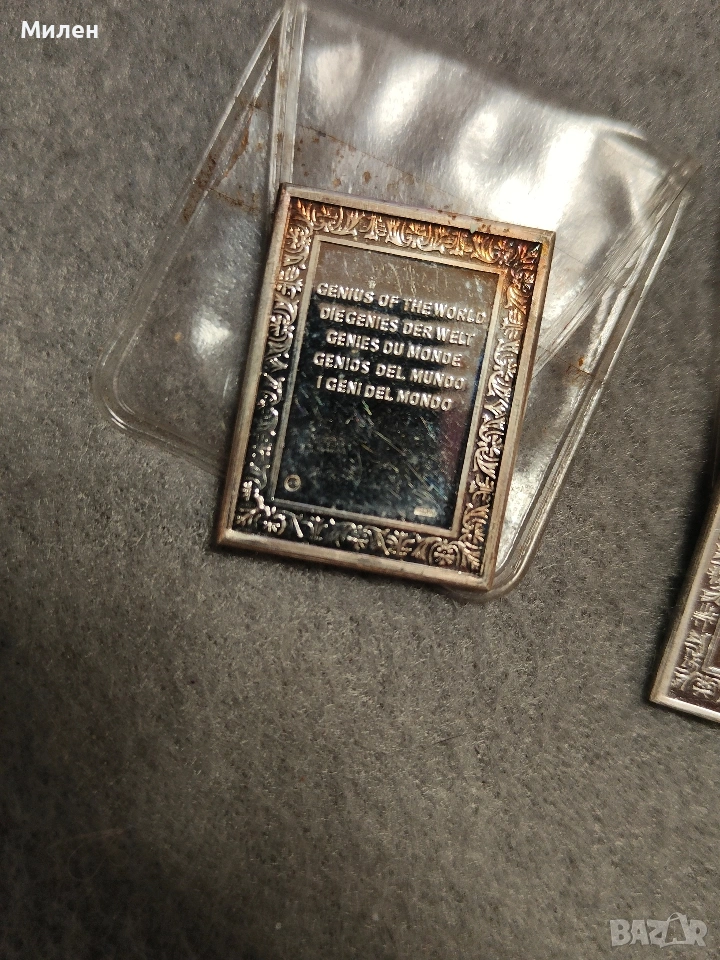 Милен
GENIUS OF THE WORLD
DIE GENIES DER WELT
GENIES DU MONDE
GENIOS DEL MUNDO
I GENI DEL MONDO
BAZAR